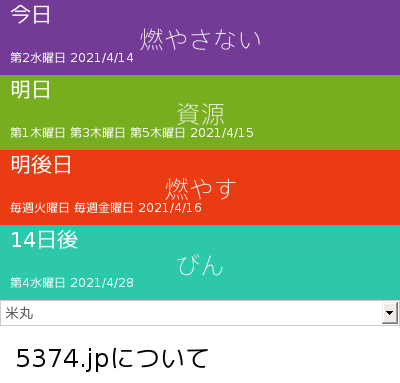 今日
燃やさない
第2水曜日 2021/4/14
明日
資源
第1木曜日 第3木曜日 第5木曜日 2021/4/15
明後日
燃やす
毎週火曜日 毎週金曜日 2021/4/16
14日後
びん
第4水曜日 2021/4/28
米丸
5374.jpについて